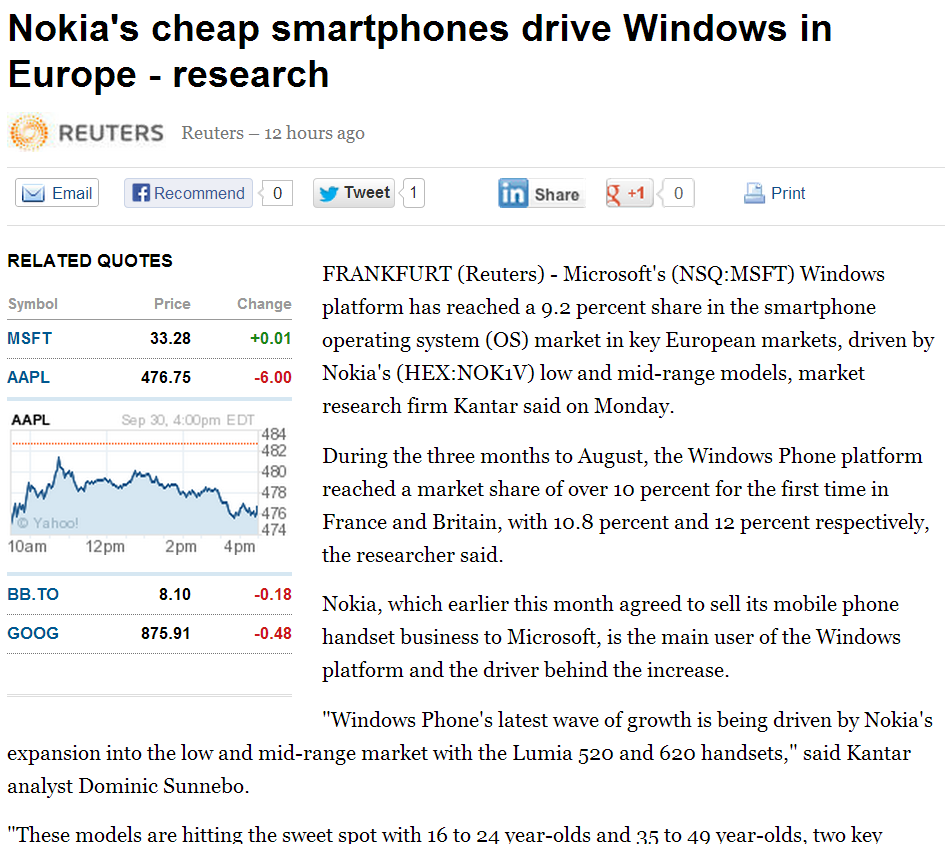 Nokia's cheap smartphones drive Windows in
Europe - research
REUTERS Reuters – 12 hours ago
Email Recommend 0 Tweet 1 in Share g +1 0 Print
RELATED QUOTES
Symbol Price Change
MSFT 33.28 +0.01
AAPL 476.75 -6.00
AAPL Sep 30, 4:00pm EDT
484
482
480
478
476
474
© Yahoo!
10am 12pm 2pm 4pm
BB.TO 8.10 -0.18
GOOG 875.91 -0.48
FRANKFURT (Reuters) - Microsoft's (NSQ:MSFT) Windows
platform has reached a 9.2 percent share in the smartphone
operating system (OS) market in key European markets, driven by
Nokia's (HEX:NOK1V) low and mid-range models, market
research firm Kantar said on Monday.
During the three months to August, the Windows Phone platform
reached a market share of over 10 percent for the first time in
France and Britain, with 10.8 percent and 12 percent respectively,
the researcher said.
Nokia, which earlier this month agreed to sell its mobile phone
handset business to Microsoft, is the main user of the Windows
platform and the driver behind the increase.
"Windows Phone's latest wave of growth is being driven by Nokia's
expansion into the low and mid-range market with the Lumia 520 and 620 handsets," said Kantar
analyst Dominic Sunnebo.
"These models are hitting the sweet spot with 16 to 24 year-olds and 35 to 49 year-olds, two key